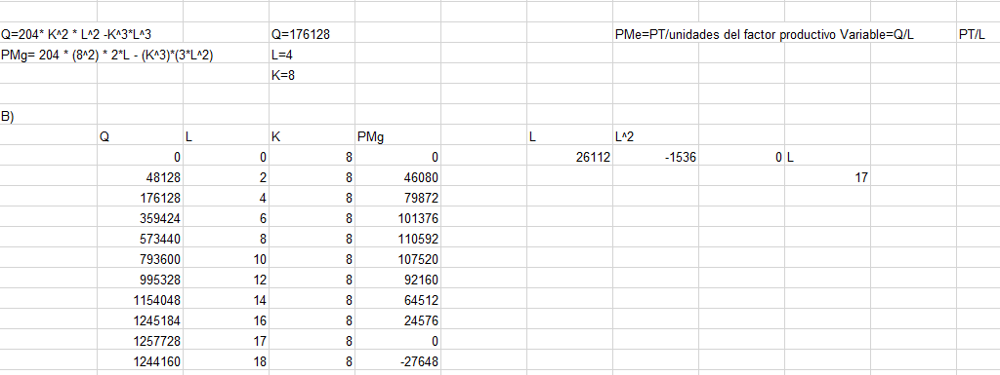 Q=204* K^2 * L^2 -K^3*L^3 Q=176128 PMe=PT/unidades del factor productivo Variable=Q/L PT/L
PMg= 204 * (8^2) * 2*L - (K^3)*(3*L^2) L=4
K=8
B)
Q L K PMg L L^2
0 0 8 0 26112 -1536 0 L
48128 2 8 46080 17
176128 4 8 79872
359424 6 8 101376
573440 8 8 110592
793600 10 8 107520
995328 12 8 92160
1154048 14 8 64512
1245184 16 8 24576
1257728 17 8 0
1244160 18 8 -27648